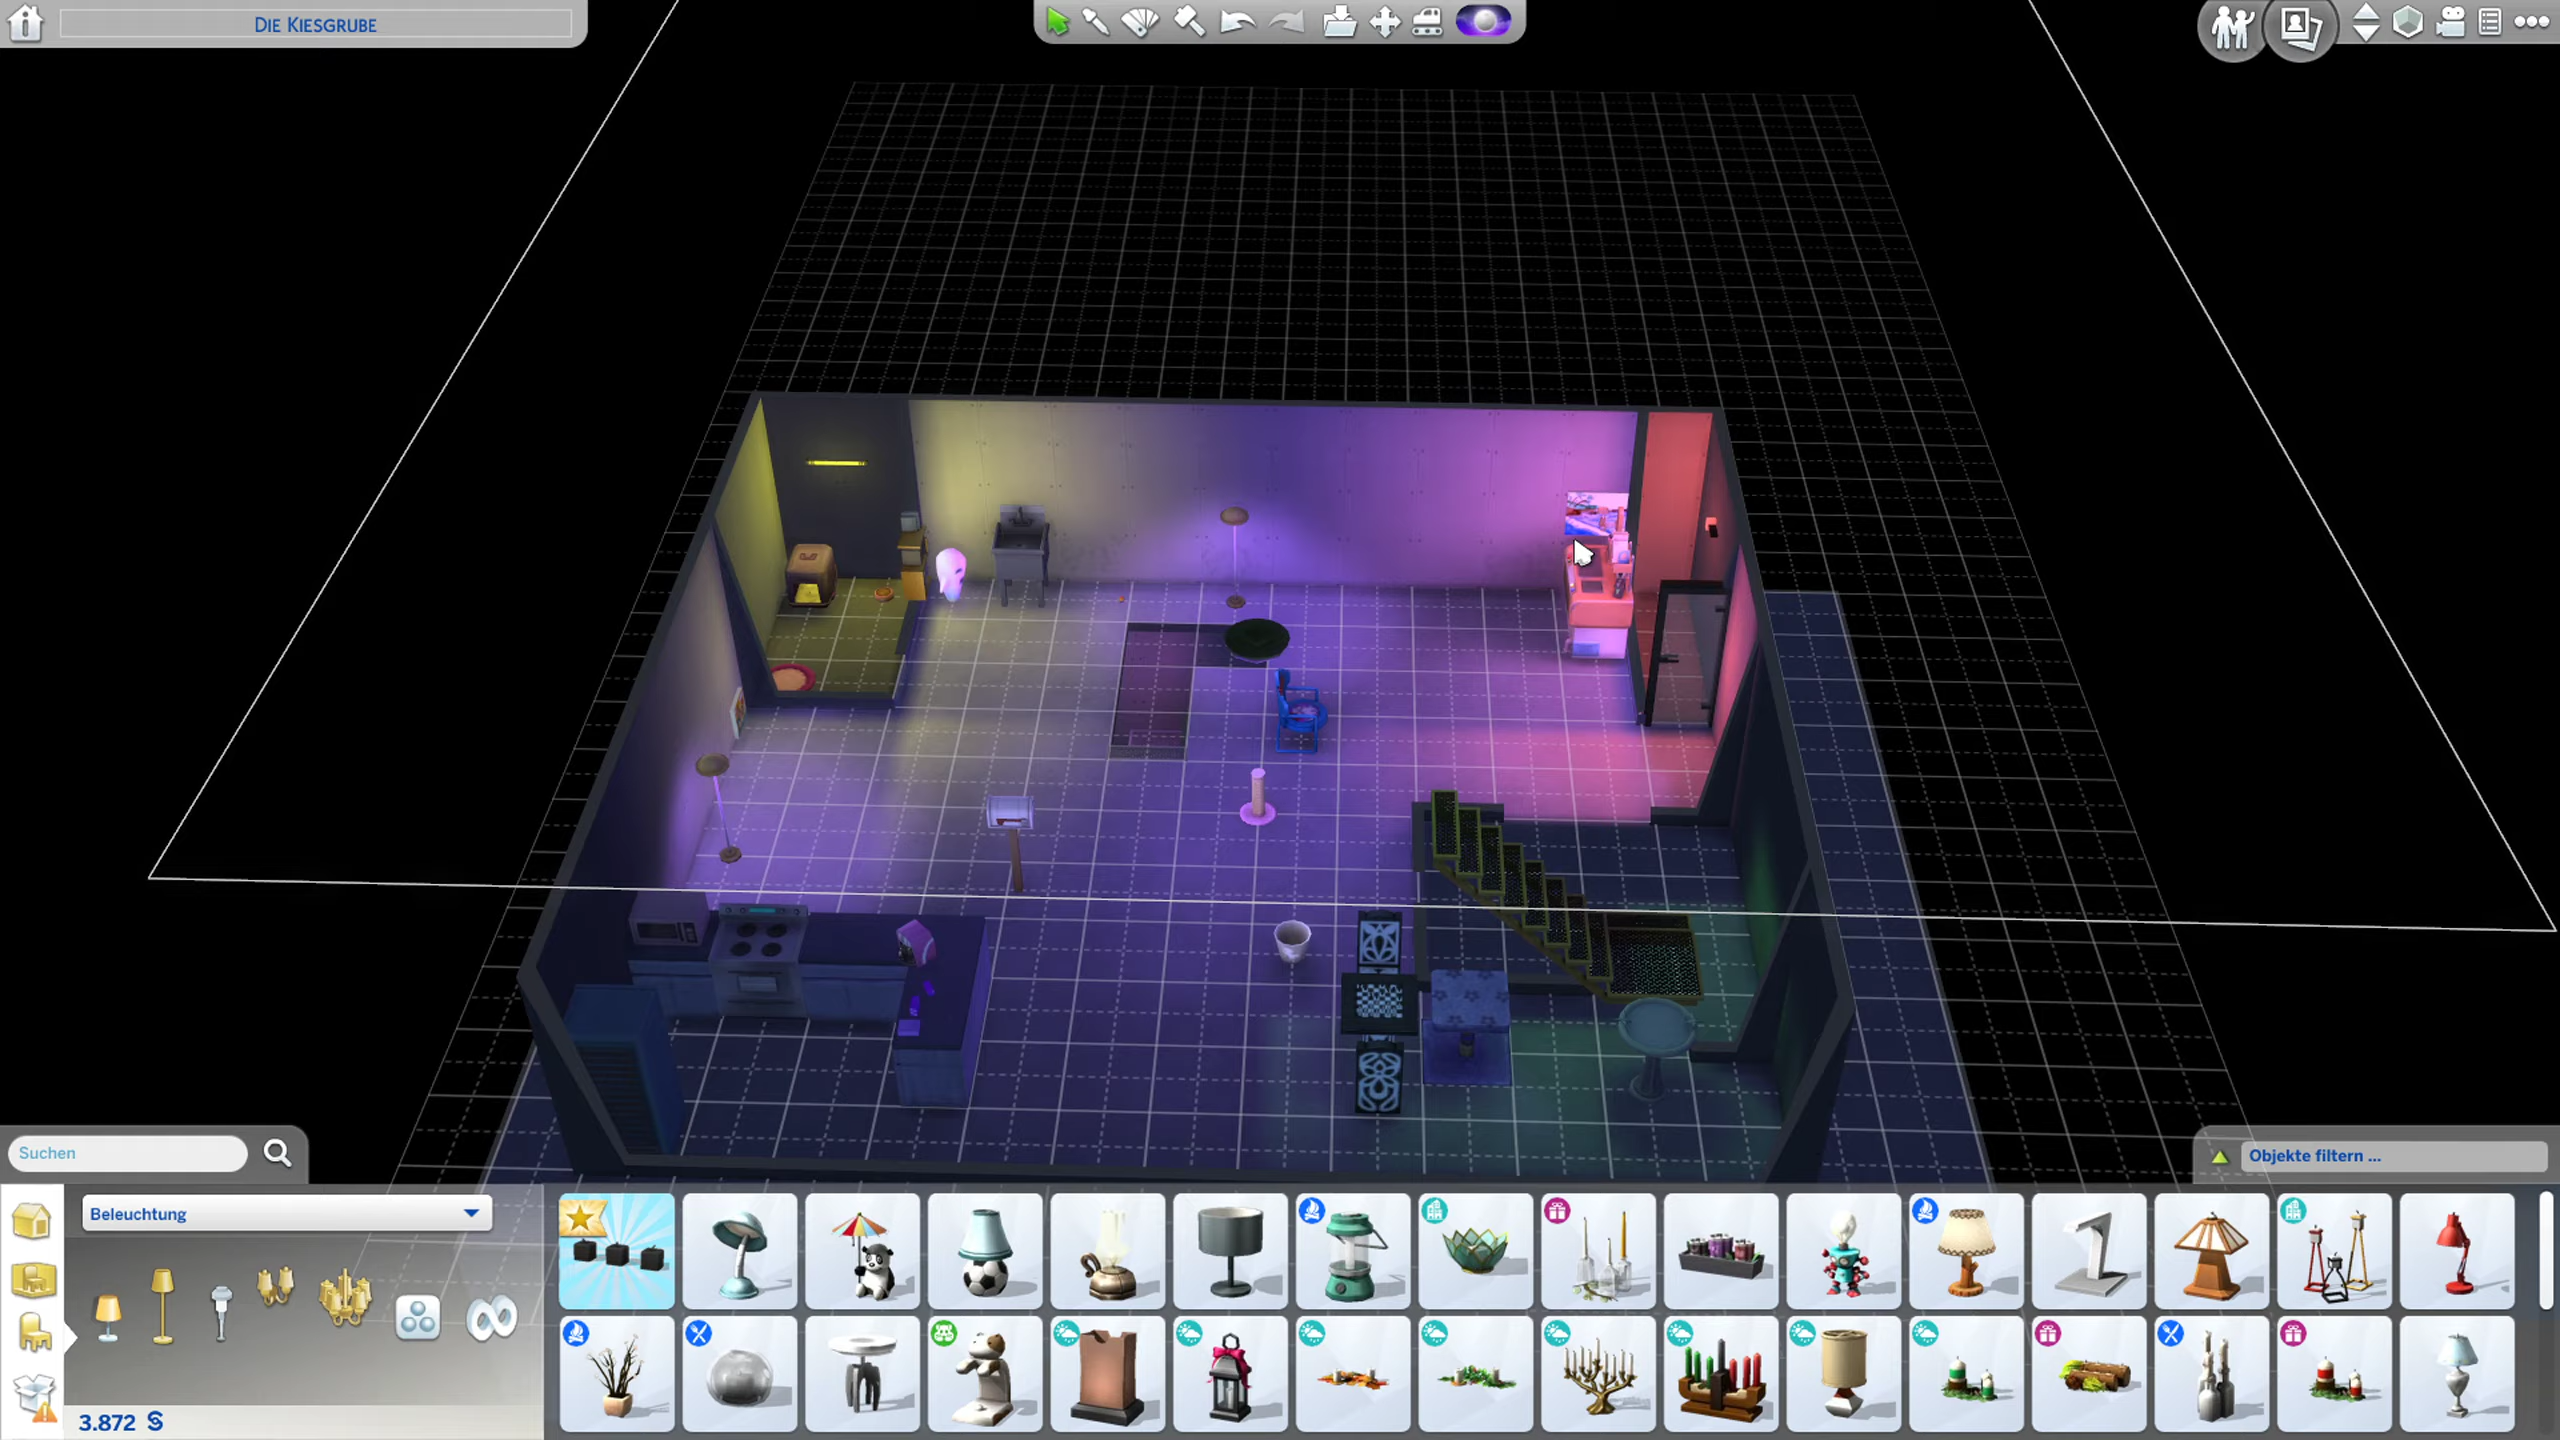 DIE KIESGRUBE
Suchen
Objekte filtern ...
Beleuchtung
3.872 §